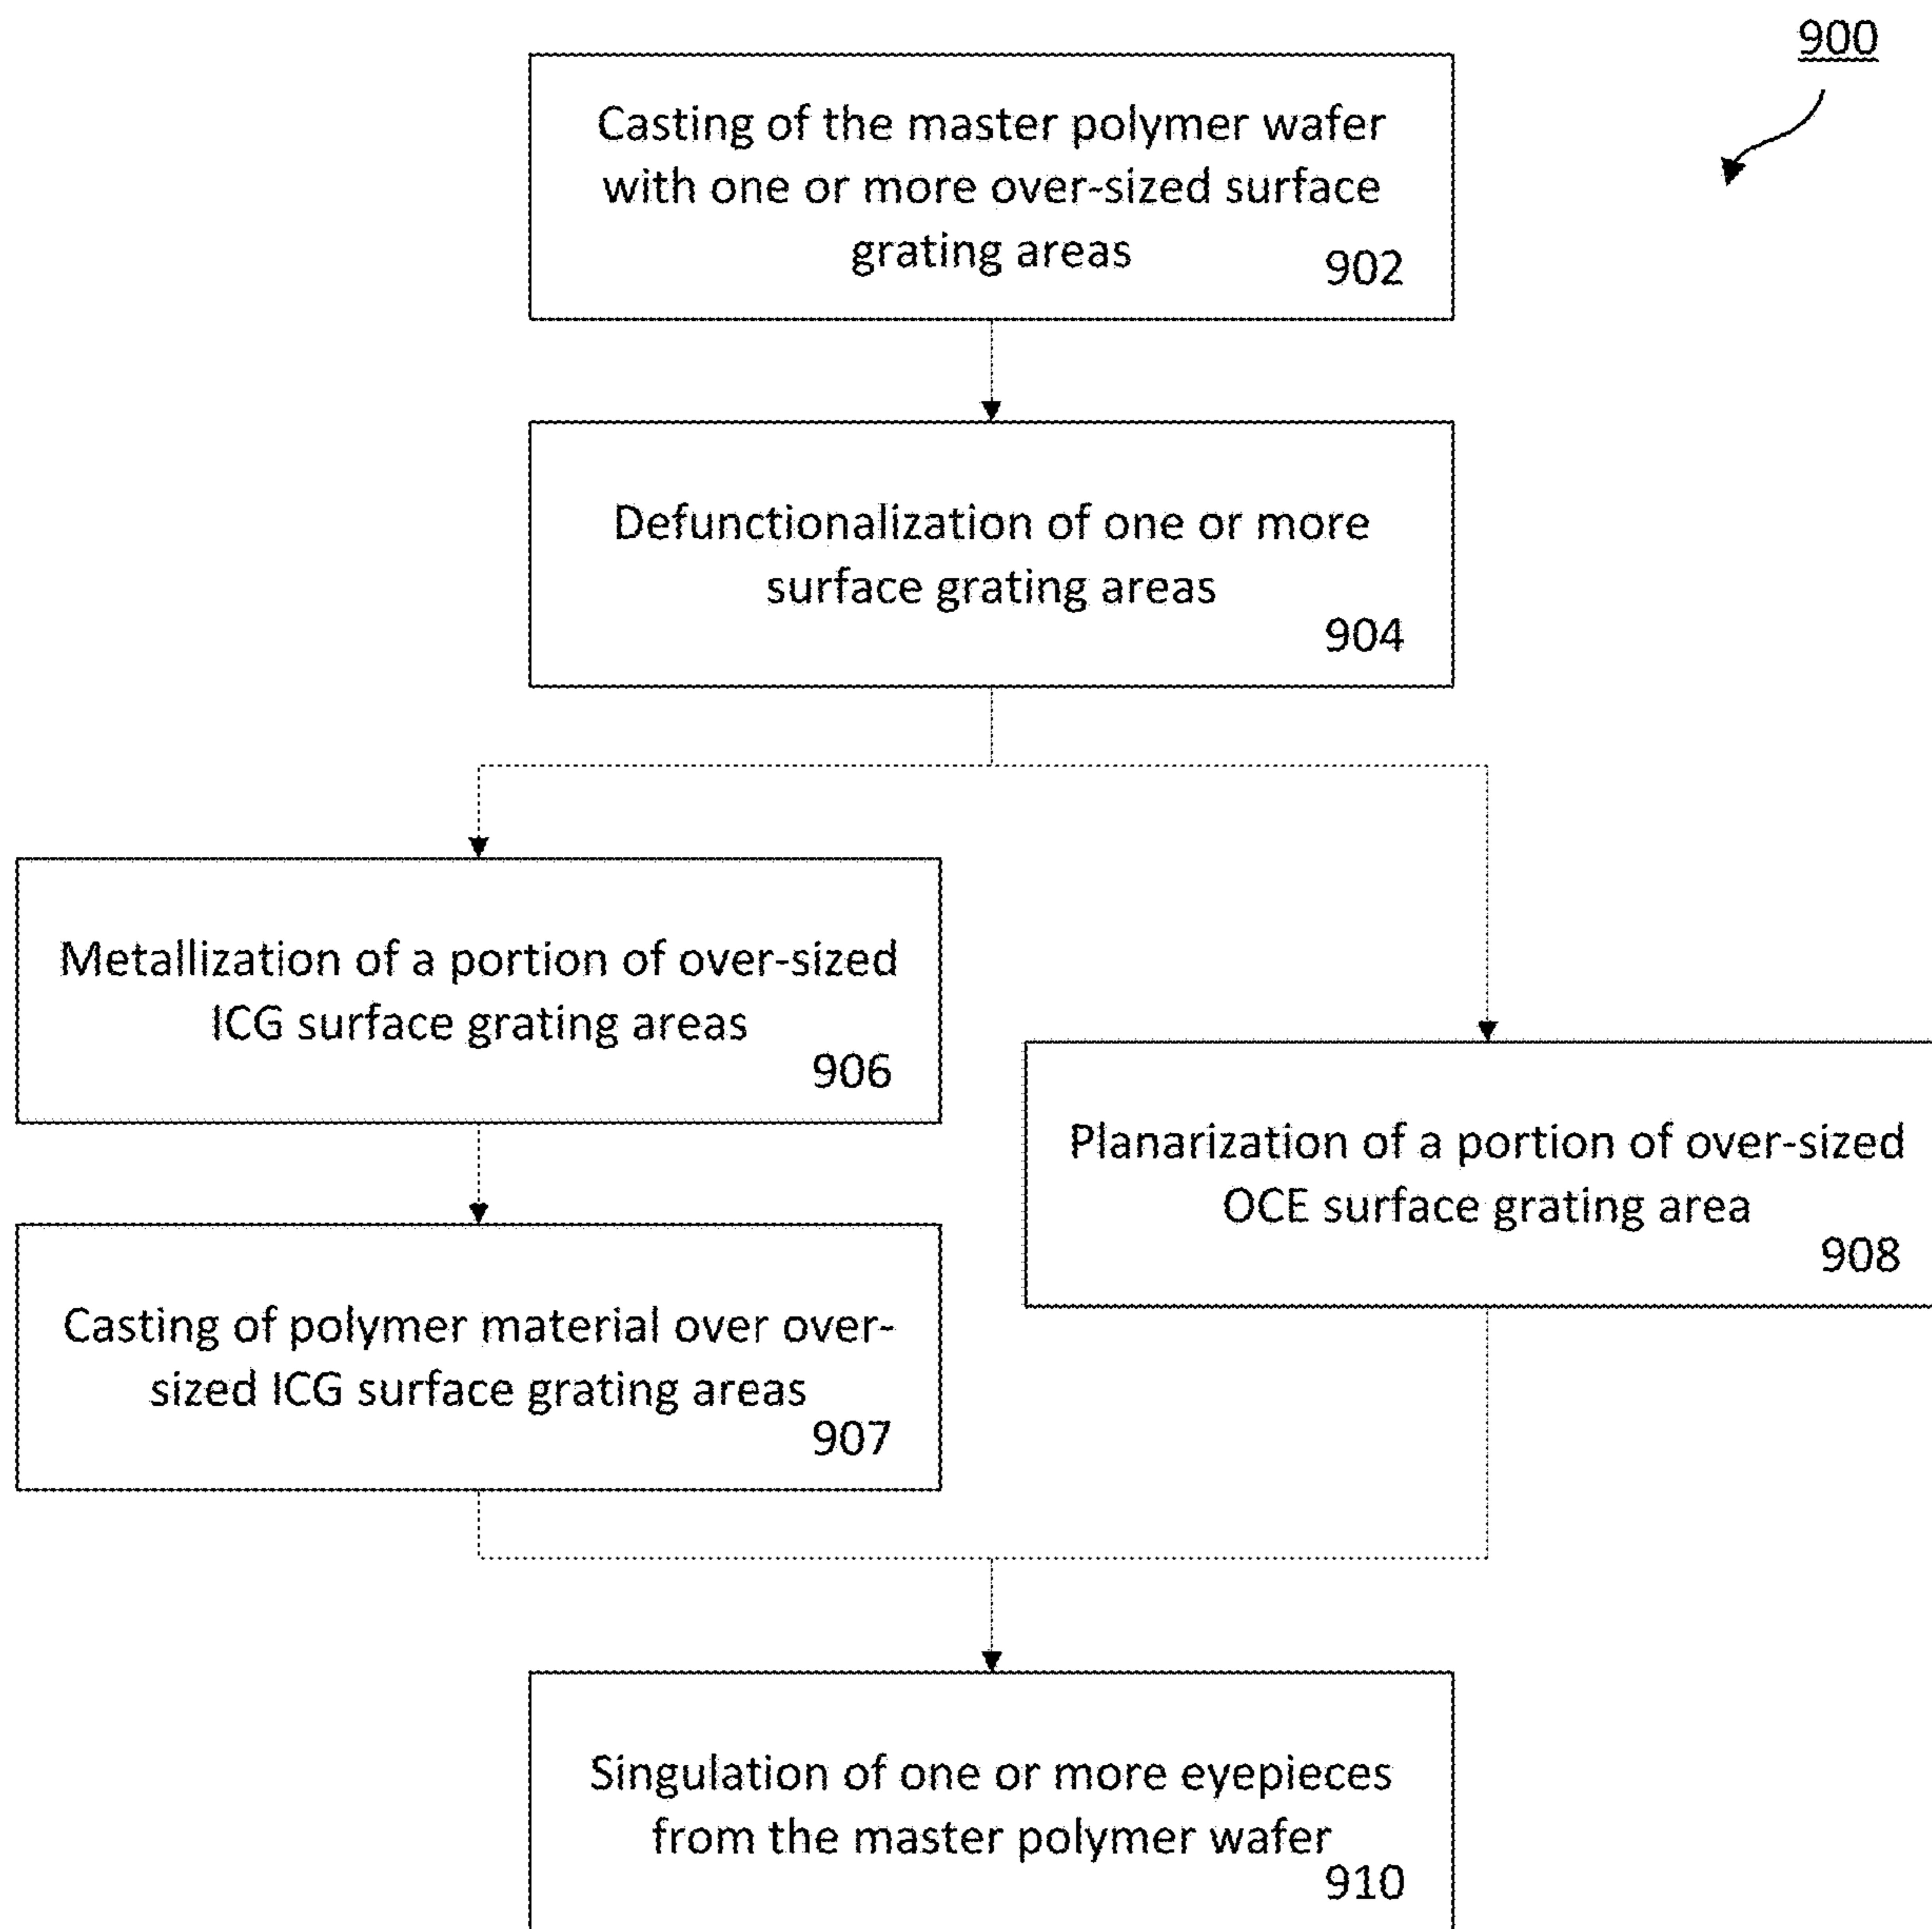 900
Casting of the master polymer wafer
with one or more over-sized surface
grating areas
902
Defunctionalization of one or more
surface grating areas
904
Metallization of a portion of over-sized
ICG surface grating areas
906
Planarization of a portion of over-sized
OCE surface grating area
908
Casting of polymer material over over-
sized ICG surface grating areas
907
Singulation of one or more eyepieces
from the master polymer wafer
910